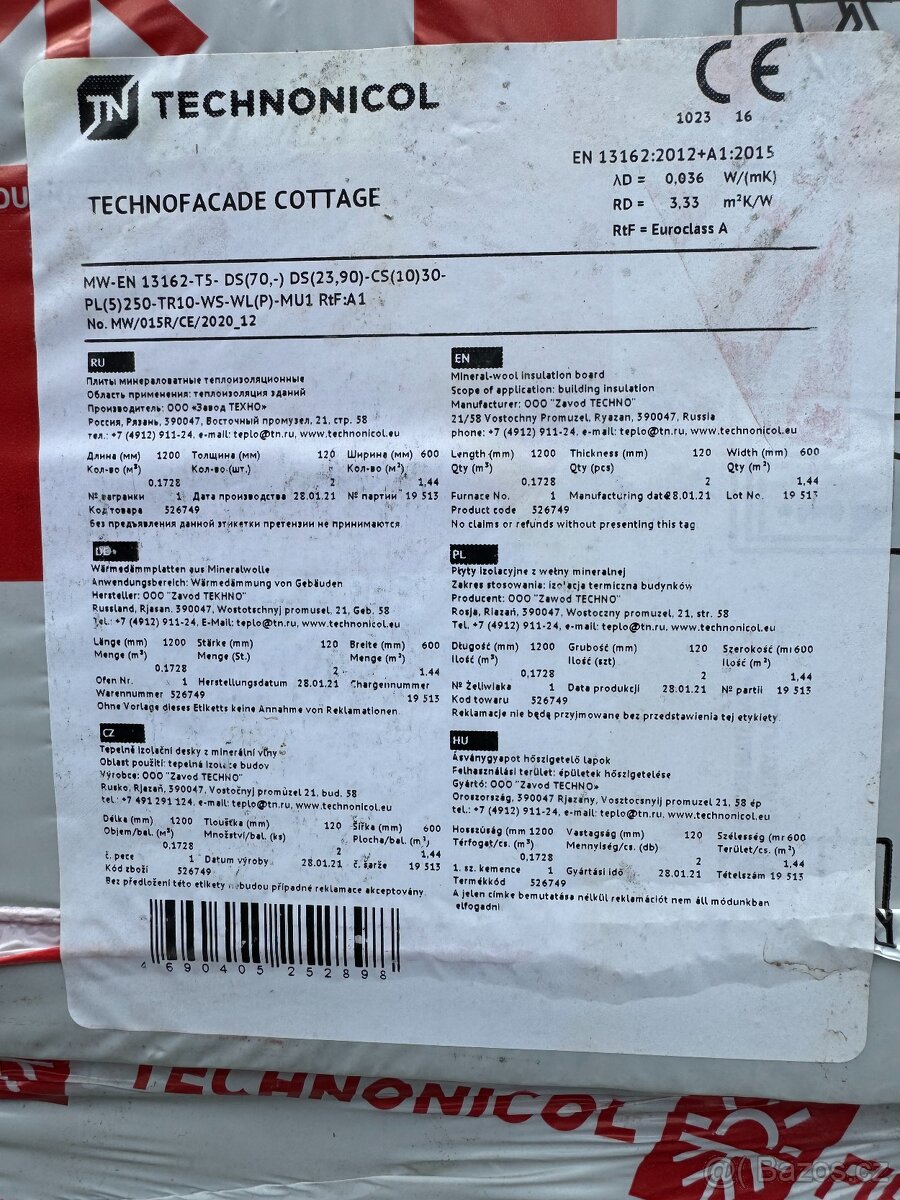 TN TECHNONICOL
CE
1023 16
EN 13162:2012+A1:2015
λD = 0,036 W/(mK)
RD = 3,33 m²K/W
RtF = Euroclass A
TECHNOFACADE COTTAGE
MW-EN 13162-T5- DS(70,-) DS(23,90)-CS(10)30-
PL(5)250-TR10-WS-WL(P)-MU1 RtF:A1
No. MW/015R/CE/2020_12
RU
Плиты минераловатные теплоизоляционные
Область применения: теплоизоляция зданий
Производитель: ООО «Завод ТЕХНО»
Россия, Рязань, 390047, Восточный промузел, 21, стр. 58
тел.: +7 (4912) 911-24, e-mail: teplo@tn.ru, www.technonicol.eu
Длина (мм) 1200 Толщина (мм) 120 Ширина (мм) 600
Кол-во (м³) Кол-во (шт.) Кол-во (м²)
0,1728 2 1,44
№ вагранки 1 Дата производства 28.01.21 № партии 19 513
Код товара 526749
Без предъявления данной этикетки претензии не принимаются
EN
Mineral-wool insulation board
Scope of application: building insulation
Manufacturer: OOO "Zavod TECHNO"
21/58 Vostochny Promuzel, Ryazan, 390047, Russia
phone: +7 (4912) 911-24, e-mail: teplo@tn.ru, www.technonicol.eu
Length (mm) 1200 Thickness (mm) 120 Width (mm) 600
Qty (m³) Qty (pcs) Qty (m²)
0,1728 2 1,44
Furnace No. 1 Manufacturing date 28.01.21 Lot No. 19 513
Product code 526749
No claims or refunds without presenting this tag
DE
Wärmedämmplatten aus Mineralwolle
Anwendungsbereich: Wärmedämmung von Gebäuden
Hersteller: OOO "Zavod TEKHNO"
Russland, Rjasan, 390047, Wostotschnyj promusel, 21, Geb. 58
Tel.: +7 (4912) 911-24, E-mail: teplo@tn.ru, www.technonicol.eu
Länge (mm) 1200 Stärke (mm) 120 Breite (mm) 600
Menge (m³) Menge (St.) Menge (m²)
0,1728 2 1,44
Ofen Nr. 1 Herstellungsdatum 28.01.21 Chargennummer
Warennummer 526749 19 513
Ohne Vorlage dieses Etiketts keine Annahme von Reklamationen
PL
Płyty izolacyjne z wełny mineralnej
Zakres stosowania: izolacja termiczna budynków
Producent: OOO "Zawod TECHNO"
Rosja, Riazań, 390047, Wostoczny promuzel, 21, str. 58
Tel. +7 (4912) 911-24, e-mail: teplo@tn.ru, www.technonicol.eu
Długość (mm) 1200 Grubość (mm) 120 Szerokość (mm) 600
Ilość (m³) Ilość (szt) Ilość (m²)
0,1728 2 1,44
№ Żeliwiaka 1 Data produkcji 28.01.21 № partii 19 513
Kod towaru 526749
Reklamacje nie będę przyjmowane bez przedstawienia tej etykiety.
CZ
Tepelně izolační desky z minerální vlny
Oblast použití: tepelná izolace budov
Výrobce: OOO "Zavod TECHNO"
Rusko, Rjazaň, 390047, Vostočnyj promůzel, 21, bud. 58
tel.: +7 491 291 124, e-mail: teplo@tn.ru, www.technonicol.eu
Délka (mm) 1200 Tloušťka (mm) 120 Šířka (mm) 600
Objem/bal. (м³) Množství/bal. (ks) Plocha/bal. (m²)
0,1728 2 1,44
č. pece 1 Datum výroby 28.01.21 č. šarže 19 513
Kód zboží 526749
Bez předložení této etikety nebudou případné reklamace akceptovány
HU
Ásványgyapot hőszigetelő lapok
Felhasználási terület: épületek hőszigetelése
Gyártó: OOO "Zavod TECHNO»
Oroszország, 390047 Rjazany, Vosztocsnyij promuzel 21, 58 ép
tel.: +7 (4912) 911-24, e-mail: teplo@tn.ru, www.technonicol.eu
Hosszúság (mm 1200 Vastagság (mm) 120 Szélesség (mm 600
Térfogat/cs. (m³) Mennyiség/cs. (db) Terület/cs. (m²)
0,1728 2 1,44
1. sz. kemence 1 Gyártási idő 28.01.21 Tételszám 19 513
Termékkód 526749
A jelen címke bemutatása nélkül reklamációt nem áll módunkban
elfogadni
4 690405 252898
TECHNONICOL
@ Bazos.cz